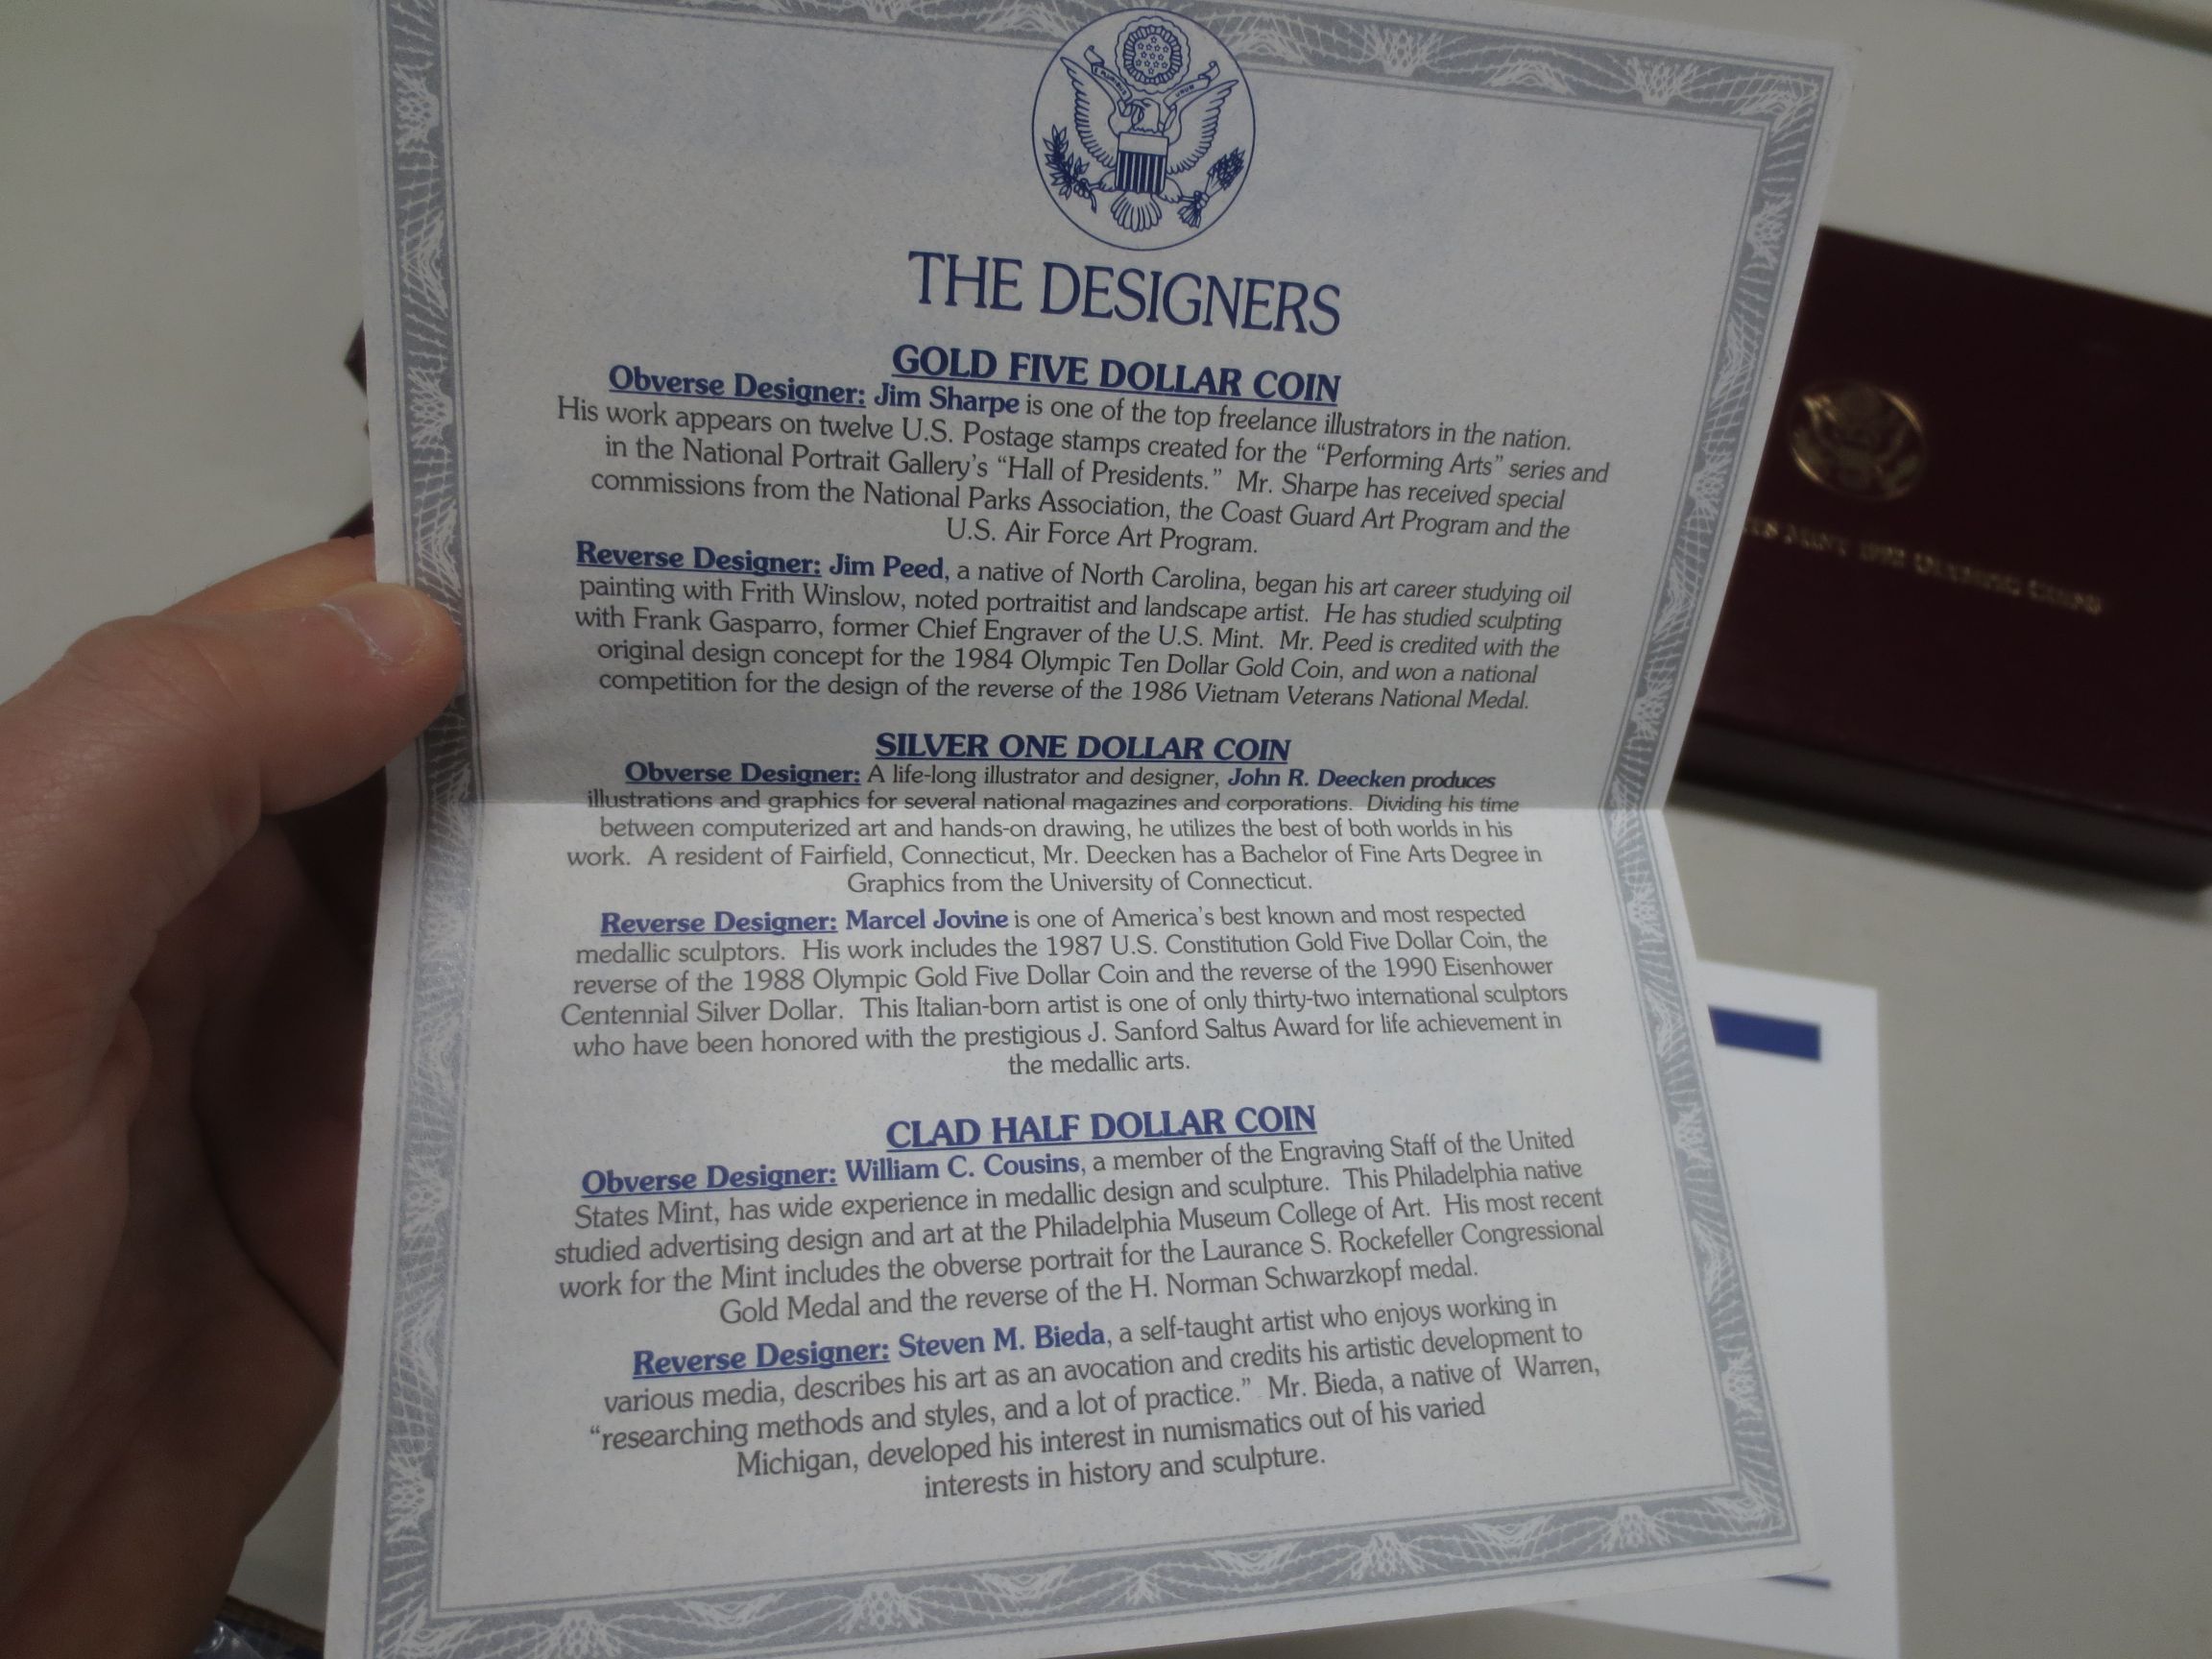 THE DESIGNERS
GOLD FIVE DOLLAR COIN
Obverse Designer: Jim Sharpe is one of the top freelance illustrators in the nation.
His work appears on twelve U.S. Postage stamps created for the “Performing Arts” series and
in the National Portrait Gallery’s “Hall of Presidents.” Mr. Sharpe has received special
commissions from the National Parks Association, the Coast Guard Art Program and the
U.S. Air Force Art Program.
Reverse Designer: Jim Peed, a native of North Carolina, began his art career studying oil
painting with Frith Winslow, noted portraitist and landscape artist. He has studied sculpting
with Frank Gasparro, former Chief Engraver of the U.S. Mint. Mr. Peed is credited with the
original design concept for the 1984 Olympic Ten Dollar Gold Coin, and won a national
competition for the design of the reverse of the 1986 Vietnam Veterans National Medal.
SILVER ONE DOLLAR COIN
Obverse Designer: A life-long illustrator and designer, John R. Deecken produces
illustrations and graphics for several national magazines and corporations. Dividing his time
between computerized art and hands-on drawing, he utilizes the best of both worlds in his
work. A resident of Fairfield, Connecticut, Mr. Deecken has a Bachelor of Fine Arts Degree in
Graphics from the University of Connecticut.
Reverse Designer: Marcel Jovine is one of America’s best known and most respected
medallic sculptors. His work includes the 1987 U.S. Constitution Gold Five Dollar Coin, the
reverse of the 1988 Olympic Gold Five Dollar Coin and the reverse of the 1990 Eisenhower
Centennial Silver Dollar. This Italian-born artist is one of only thirty-two international sculptors
who have been honored with the prestigious J. Sanford Saltus Award for life achievement in
the medallic arts.
CLAD HALF DOLLAR COIN
Obverse Designer: William C. Cousins, a member of the Engraving Staff of the United
States Mint, has wide experience in medallic design and sculpture. This Philadelphia native
studied advertising design and art at the Philadelphia Museum College of Art. His most recent
work for the Mint includes the obverse portrait for the Laurance S. Rockefeller Congressional
Gold Medal and the reverse of the H. Norman Schwarzkopf medal.
Reverse Designer: Steven M. Bieda, a self-taught artist who enjoys working in
various media, describes his art as an avocation and credits his artistic development to
“researching methods and styles, and a lot of practice.” Mr. Bieda, a native of Warren,
Michigan, developed his interest in numismatics out of his varied
interests in history and sculpture.
MINT 1992 OLYMPIC COINS